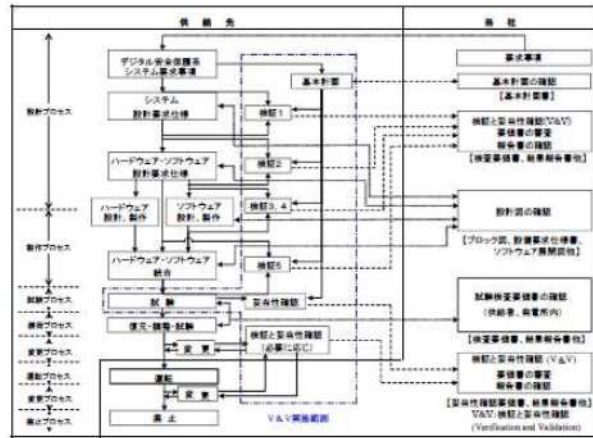 供給先
当社
デジタル安全保護系
システム要求事項
基本計画
要求事項
基本計画の確認
【基本計画書】
システム
設計要求仕様
検証1
検証と妥当性確認(V&V)
要領書の審査
報告書の確認
【検査要領書、結果報告書他】
設計プロセス
検証2
ハードウェア・ソフトウェア
設計要求仕様
ハードウェア
設計、製作
ソフトウェア
設計、製作
検証3, 4
設計図の確認
【ブロック図、設備要求仕様書、
ソフトウェア展開図他】
製作プロセス
ハードウェア・ソフトウェア
統合
検証5
試験プロセス
試験
妥当性確認
試験検査要領書の確認
(供給者、発電所内)
【検査要領書、結果報告書他】
復元・調整・試験
変更プロセス
変更
検証と妥当性確認
(必要に応じ)
検証と妥当性確認 (V&V)
要領書の審査
報告書の確認
運転プロセス
運転
変更プロセス
変更
【妥当性確認要領書、結果報告書他】
V&V:検証と妥当性確認
(Verification and Validation)
廃止プロセス
廃止
V&V実施範囲